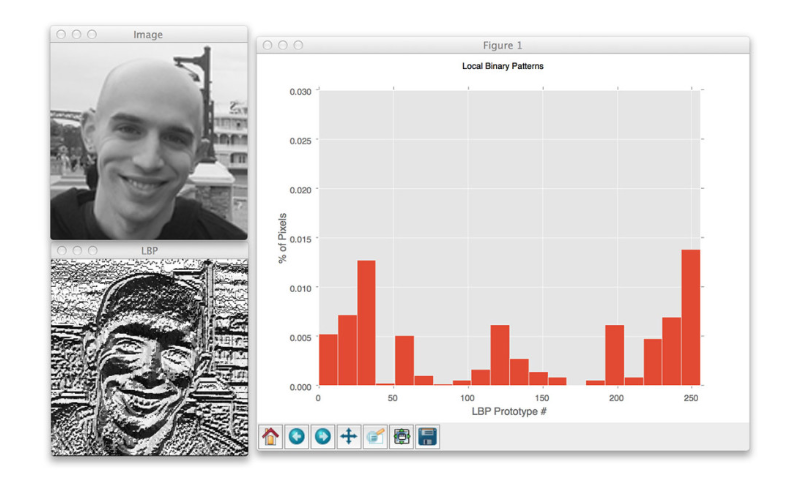 Image
LBP
Figure 1
Local Binary Patterns
0.030
0.025
0.020
0.015
0.010
0.005
0.000
% of Pixels
0 50 100 150 200 250
LBP Prototype #